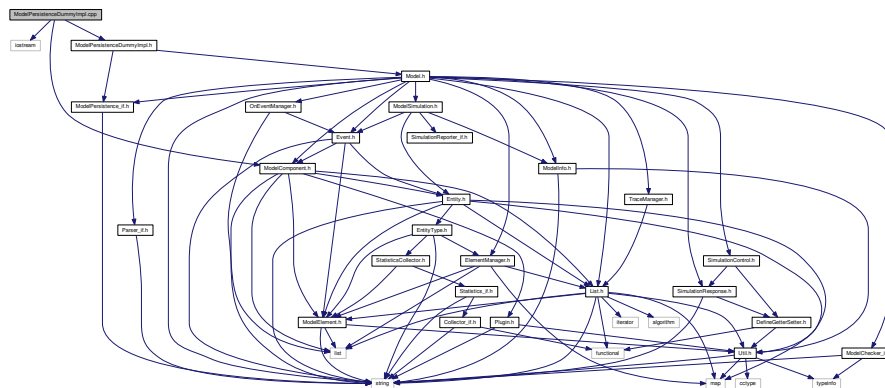 ModelPersistenceDummyImpl.cpp
iostream
ModelPersistenceDummyImpl.h
Model.h
ModelPersistence_if.h
OnEventManager.h
ModelSimulation.h
Event.h
SimulationReporter_if.h
ModelComponent.h
ModelInfo.h
Entity.h
TraceManager.h
Parser_if.h
EntityType.h
StatisticsCollector.h
ElementManager.h
SimulationControl.h
Statistics_if.h
List.h
SimulationResponse.h
ModelElement.h
Collector_if.h
Plugin.h
iterator
algorithm
DefineGetterSetter.h
list
functional
Util.h
ModelChecker_i
string
map
cctype
typeinfo